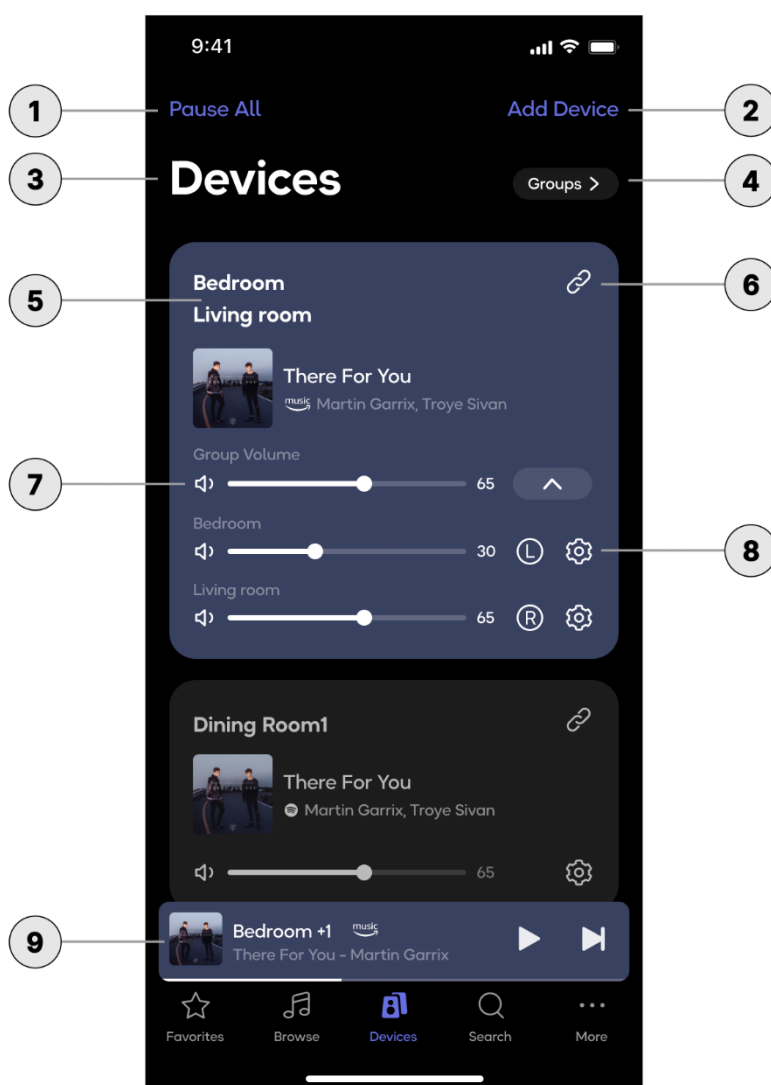 9:41
1
Pause All
Add Device
2
3
Devices
Groups
4
5
Bedroom
Living room
6
There For You
music Martin Garrix, Troye Sivan
Group Volume
7
65
Bedroom
30 L
8
Living room
65 R
Dining Room1
There For You
Martin Garrix, Troye Sivan
65
9
Bedroom +1 music
There For You - Martin Garrix
Favorites Browse Devices Search More